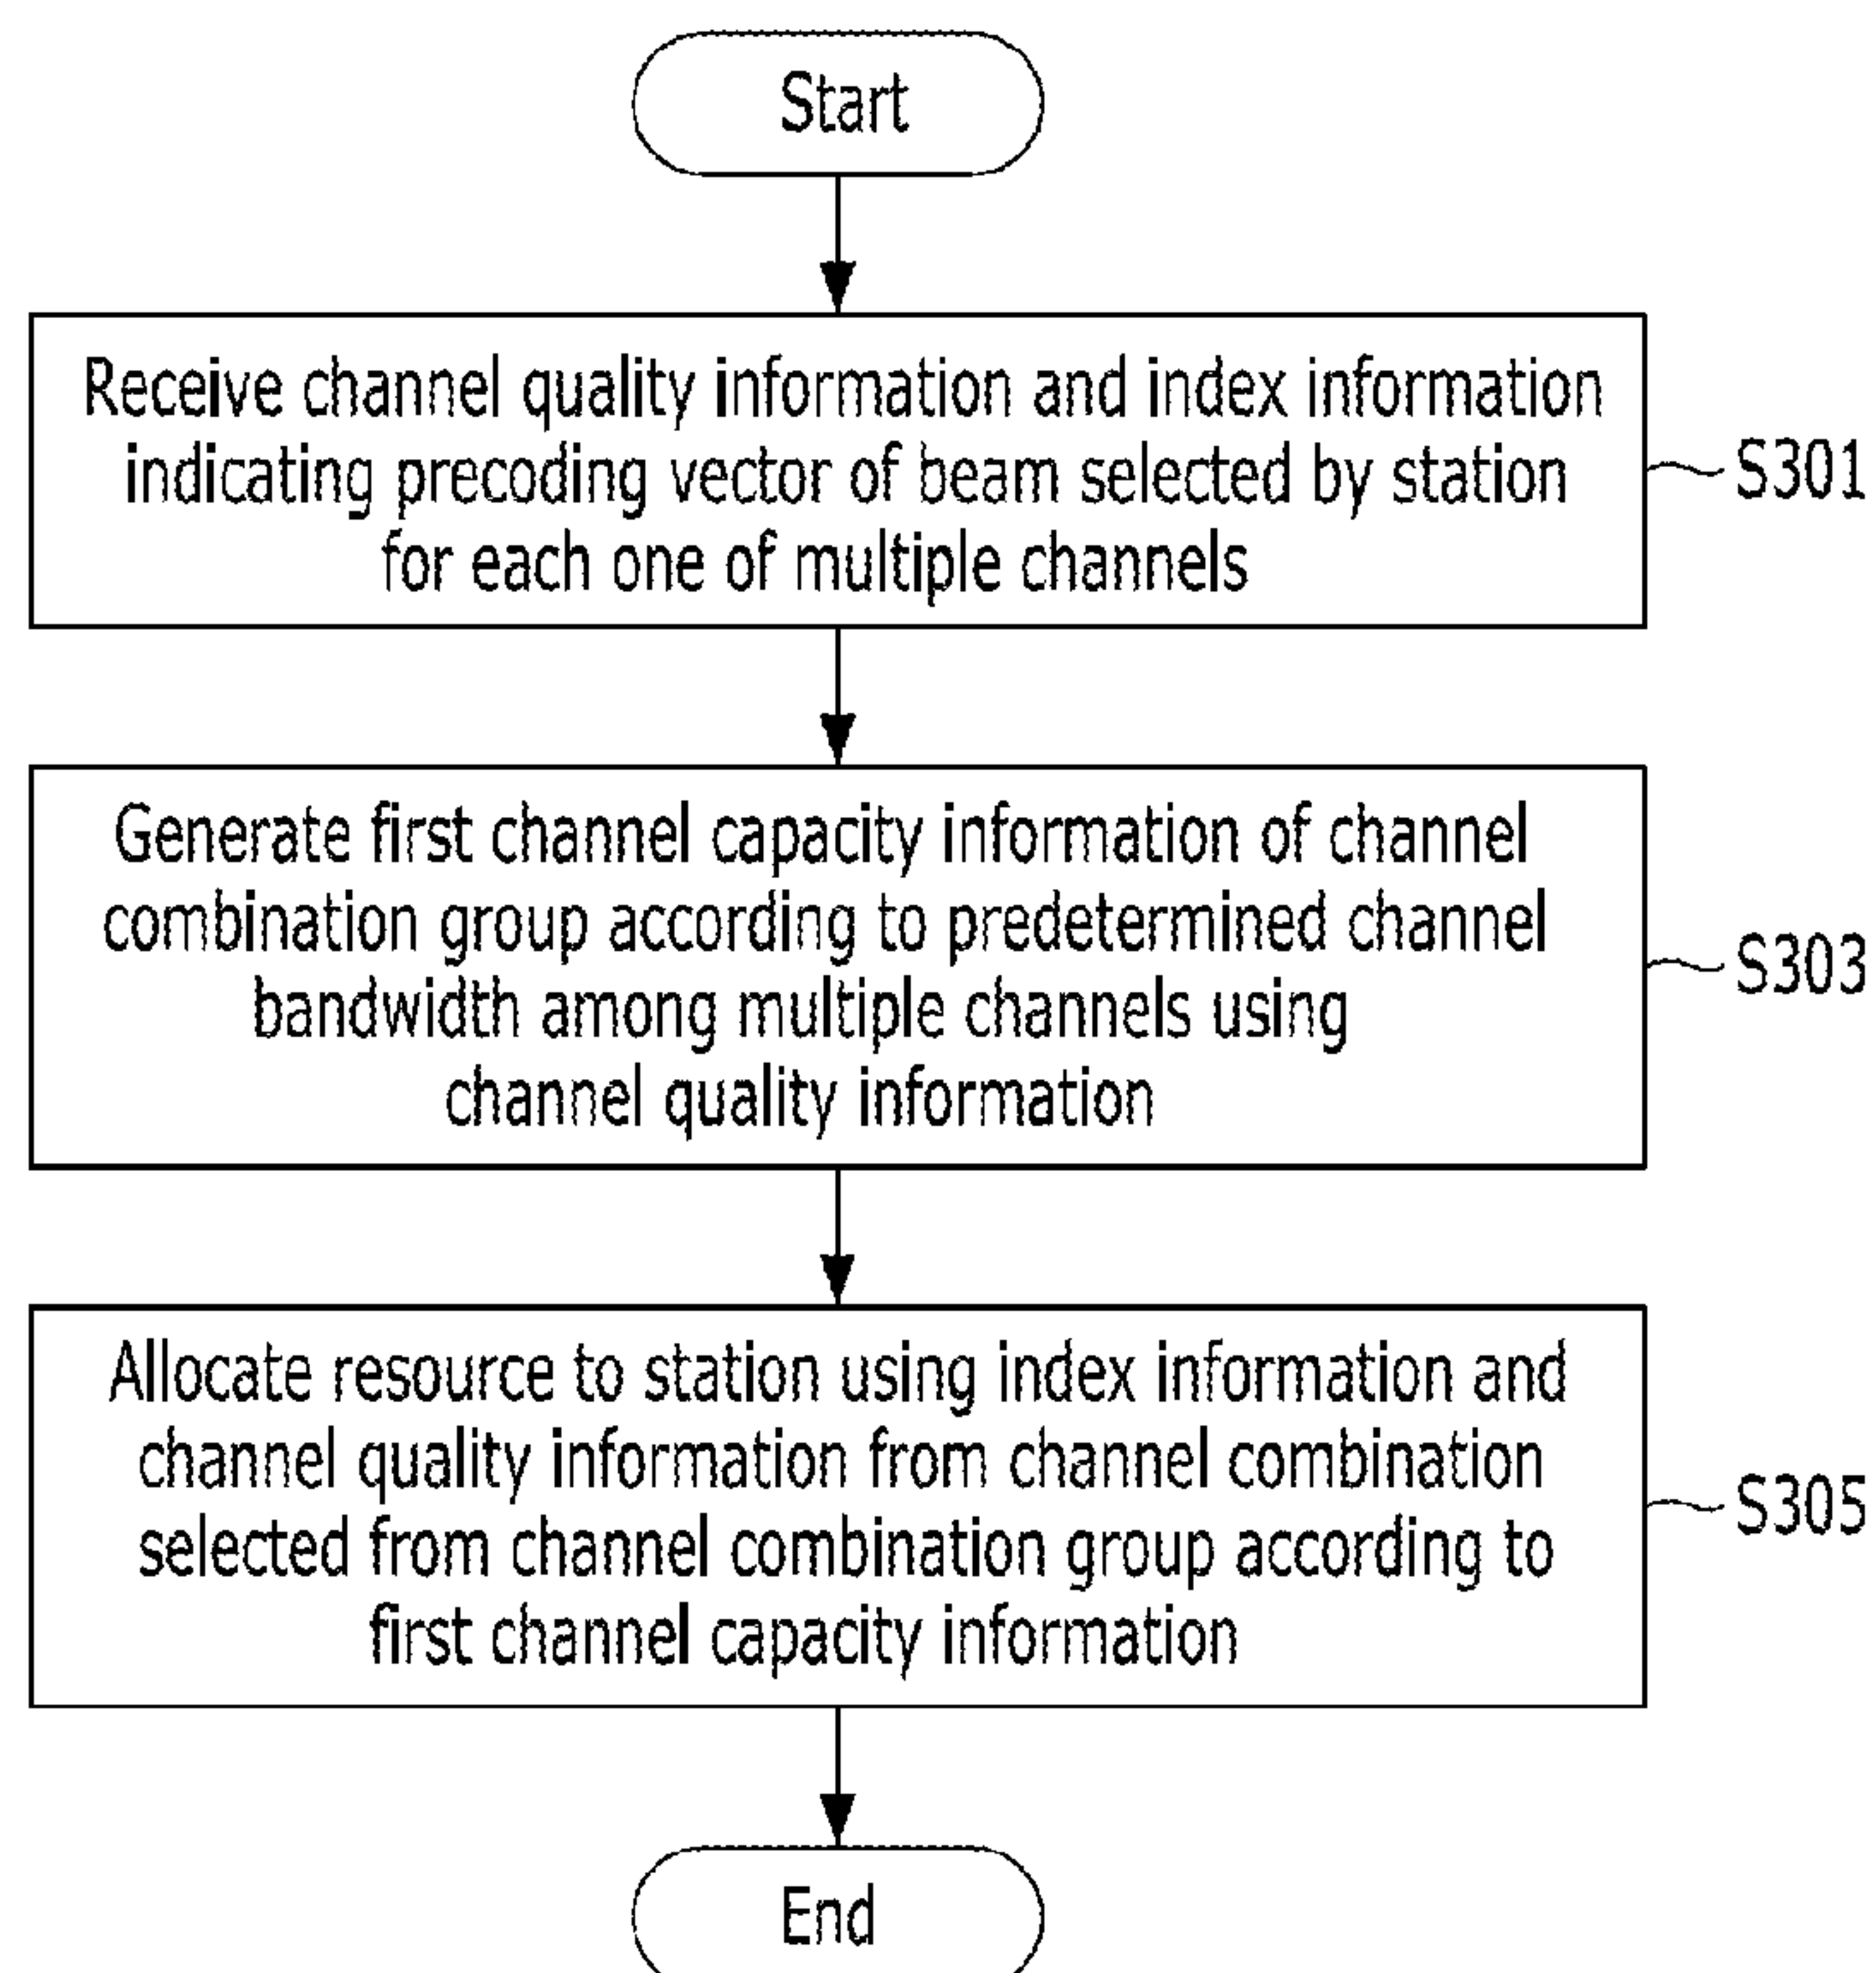 Start
Receive channel quality information and index information
indicating precoding vector of beam selected by station
for each one of multiple channels
S301
Generate first channel capacity information of channel
combination group according to predetermined channel
bandwidth among multiple channels using
channel quality information
S303
Allocate resource to station using index information and
channel quality information from channel combination
selected from channel combination group according to
first channel capacity information
S305
End